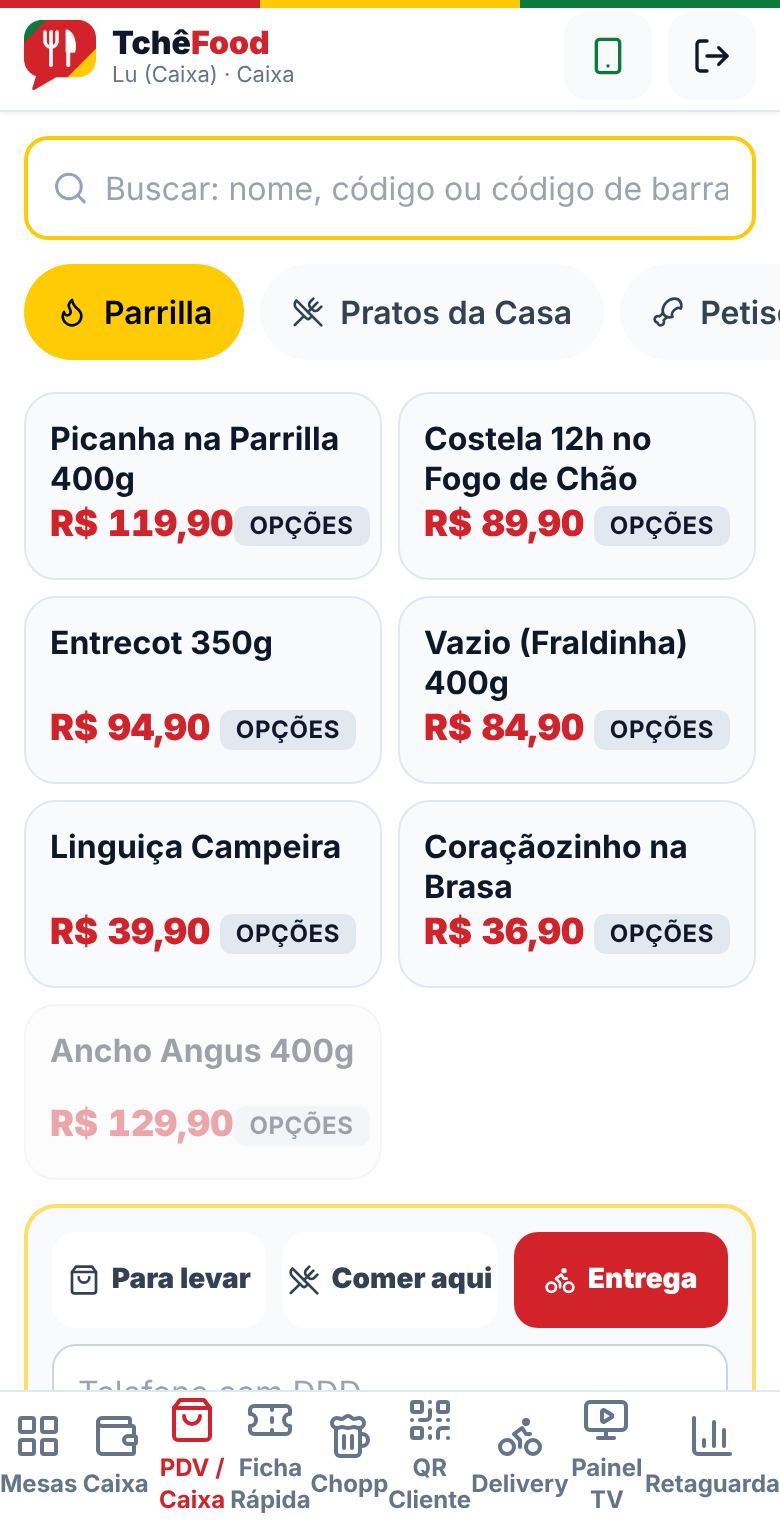 TchêFood
Lu (Caixa) · Caixa
Buscar: nome, código ou código de barra
Parrilla
Pratos da Casa
Petis
Picanha na Parrilla
400g
R$ 119,90 OPÇÕES
Costela 12h no
Fogo de Chão
R$ 89,90 OPÇÕES
Entrecot 350g
R$ 94,90 OPÇÕES
Vazio (Fraldinha)
400g
R$ 84,90 OPÇÕES
Linguiça Campeira
R$ 39,90 OPÇÕES
Coraçãozinho na
Brasa
R$ 36,90 OPÇÕES
Ancho Angus 400g
R$ 129,90 OPÇÕES
Para levar
Comer aqui
Entrega
Telefone com DDD
Mesas
Caixa
PDV /
Caixa
Ficha
Rápida
Chopp
QR
Cliente
Delivery
Painel
TV
Retaguarda